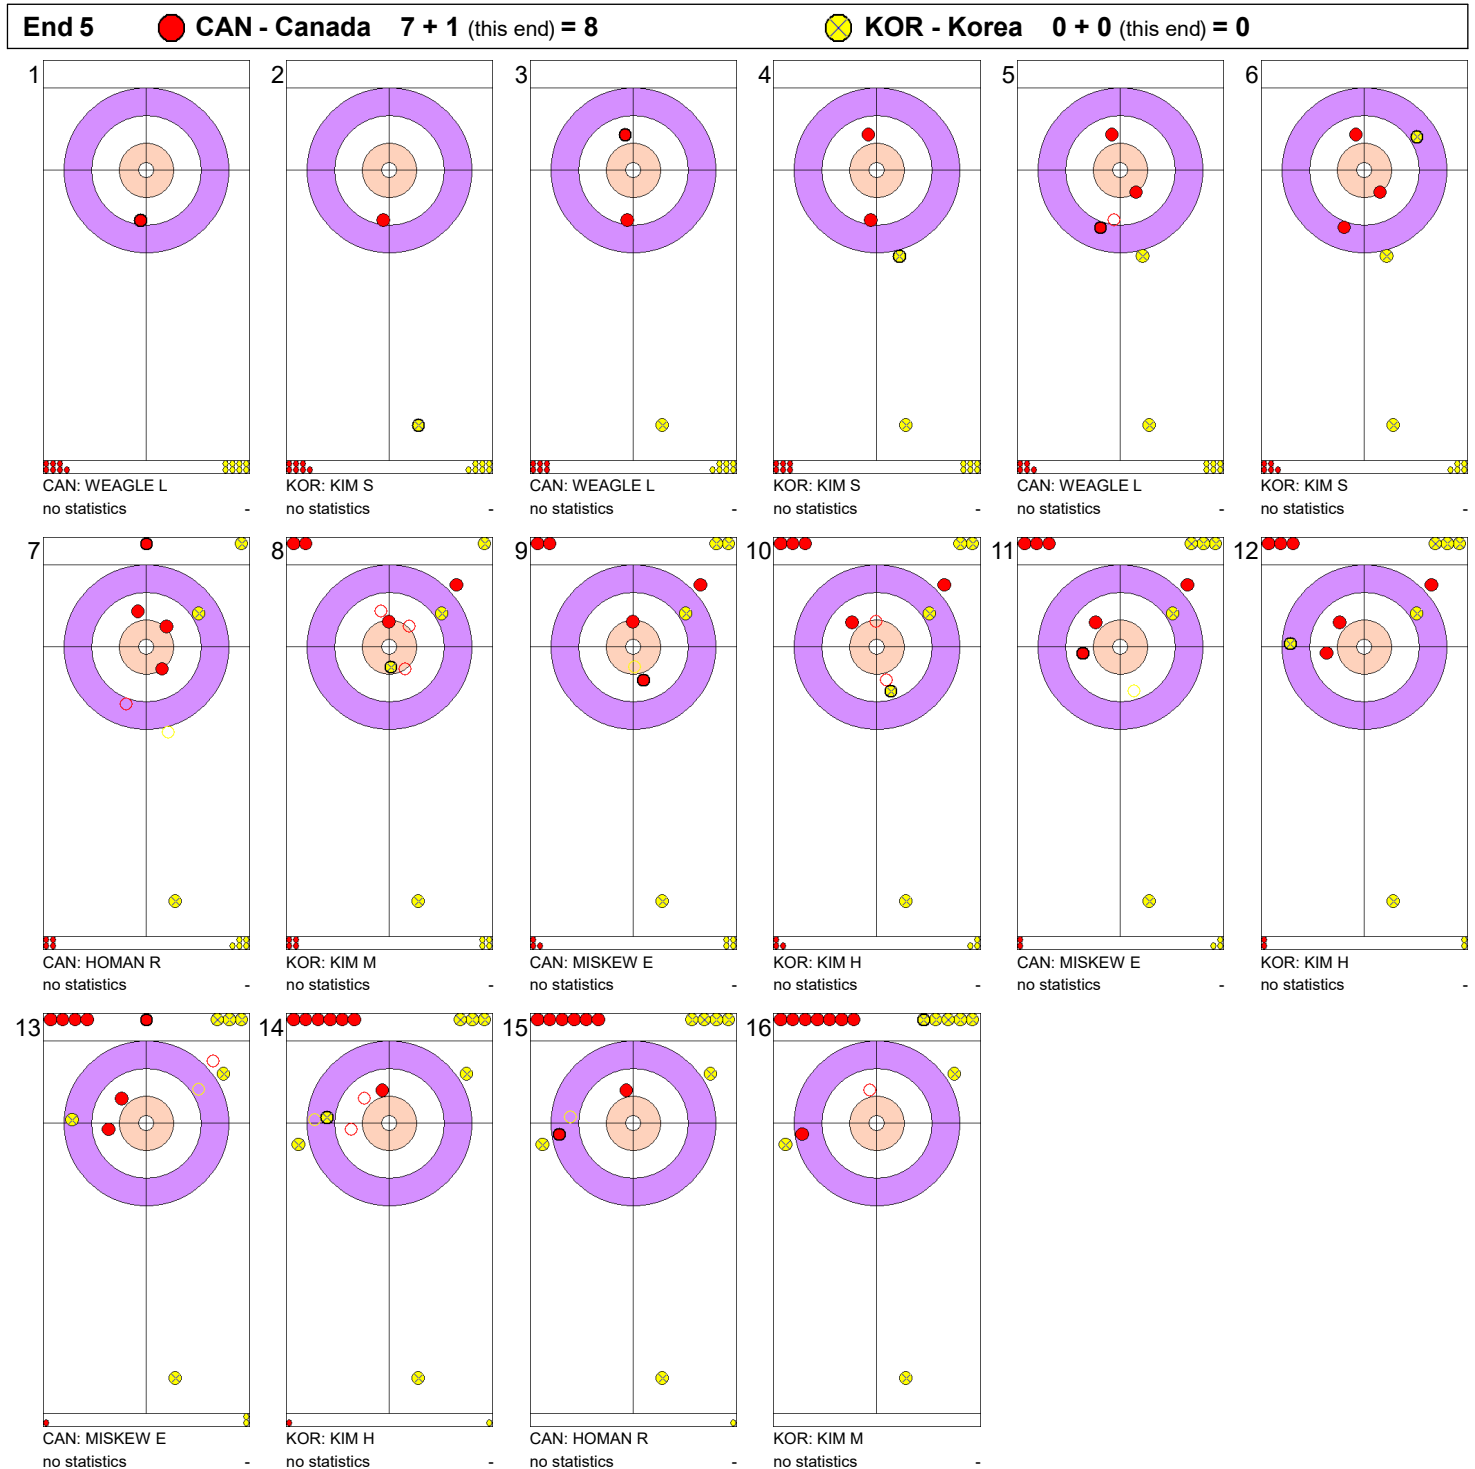 End 5 CAN - Canada 7 + 1 (this end) = 8 KOR - Korea 0 + 0 (this end) = 0
1 2 3 4 5 6
CAN: WEAGLE L KOR: KIM S CAN: WEAGLE L KOR: KIM S CAN: WEAGLE L KOR: KIM S
no statistics - no statistics - no statistics - no statistics - no statistics - no statistics -
7 8 9 10 11 12
CAN: HOMAN R KOR: KIM M CAN: MISKEW E KOR: KIM H CAN: MISKEW E KOR: KIM H
no statistics - no statistics - no statistics - no statistics - no statistics - no statistics -
13 14 15 16
CAN: MISKEW E KOR: KIM H CAN: HOMAN R KOR: KIM M
no statistics - no statistics - no statistics - no statistics -